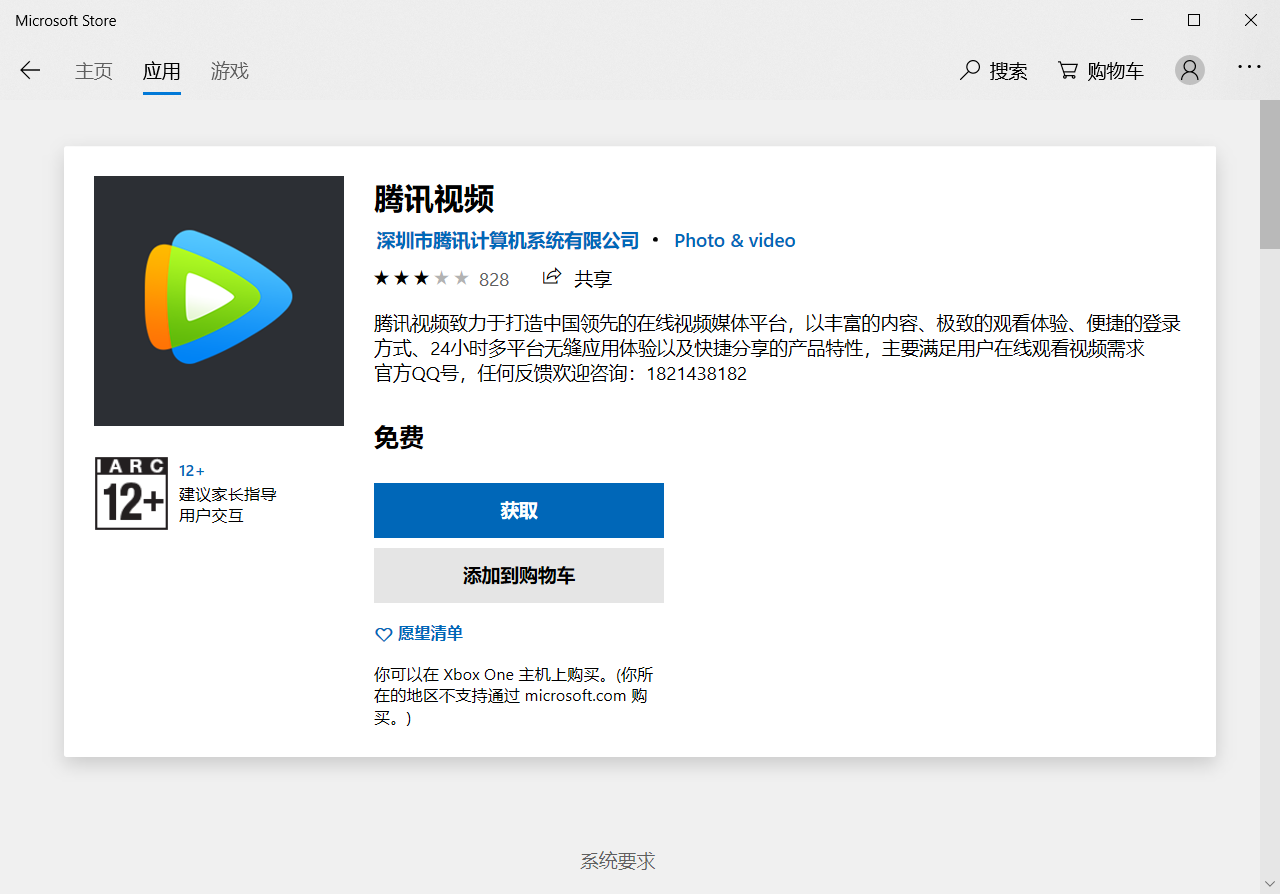 Microsoft Store
主页 应用 游戏 搜索 购物车
腾讯视频
深圳市腾讯计算机系统有限公司 • Photo & video
828 共享
腾讯视频致力于打造中国领先的在线视频媒体平台，以丰富的内容、极致的观看体验、便捷的登录
方式、24小时多平台无缝应用体验以及快捷分享的产品特性，主要满足用户在线观看视频需求
官方QQ号，任何反馈欢迎咨询：1821438182
免费
IARC
12+
12+
建议家长指导
用户交互
获取
添加到购物车
愿望清单
你可以在 Xbox One 主机上购买。(你所
在的地区不支持通过 microsoft.com 购
买。)
系统要求